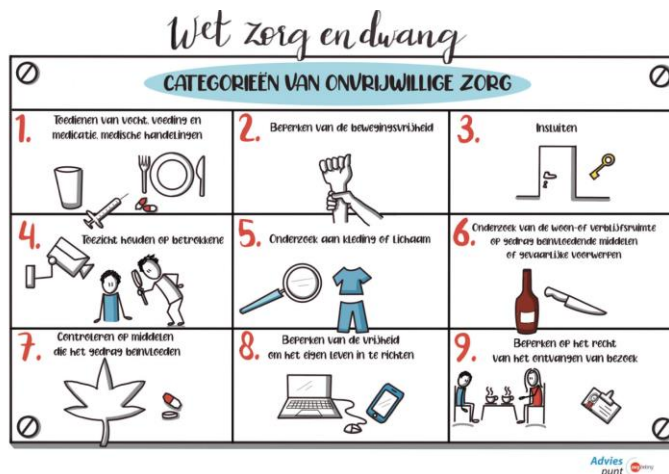 Wet zorg en dwang
CATEGORIEËN VAN ONVRIJWILLIGE ZORG
1.
Toedienen van vocht, voeding en
medicatie, medische handelingen
2.
Beperken van de bewegingsvrijheid
3.
Insluiten
4.
Toezicht houden op betrokkene
5.
Onderzoek aan kleding of lichaam
6.
Onderzoek van de woon-of verblijfsruimte
op gedrag beïnvloedende middelen
of gevaarlijke voorwerpen
7.
Controleren op middelen
die het gedrag beïnvloeden
8.
Beperken van de vrijheid
om het eigen leven in te richten
9.
Beperken op het recht
van het ontvangen van bezoek
Advies
punt